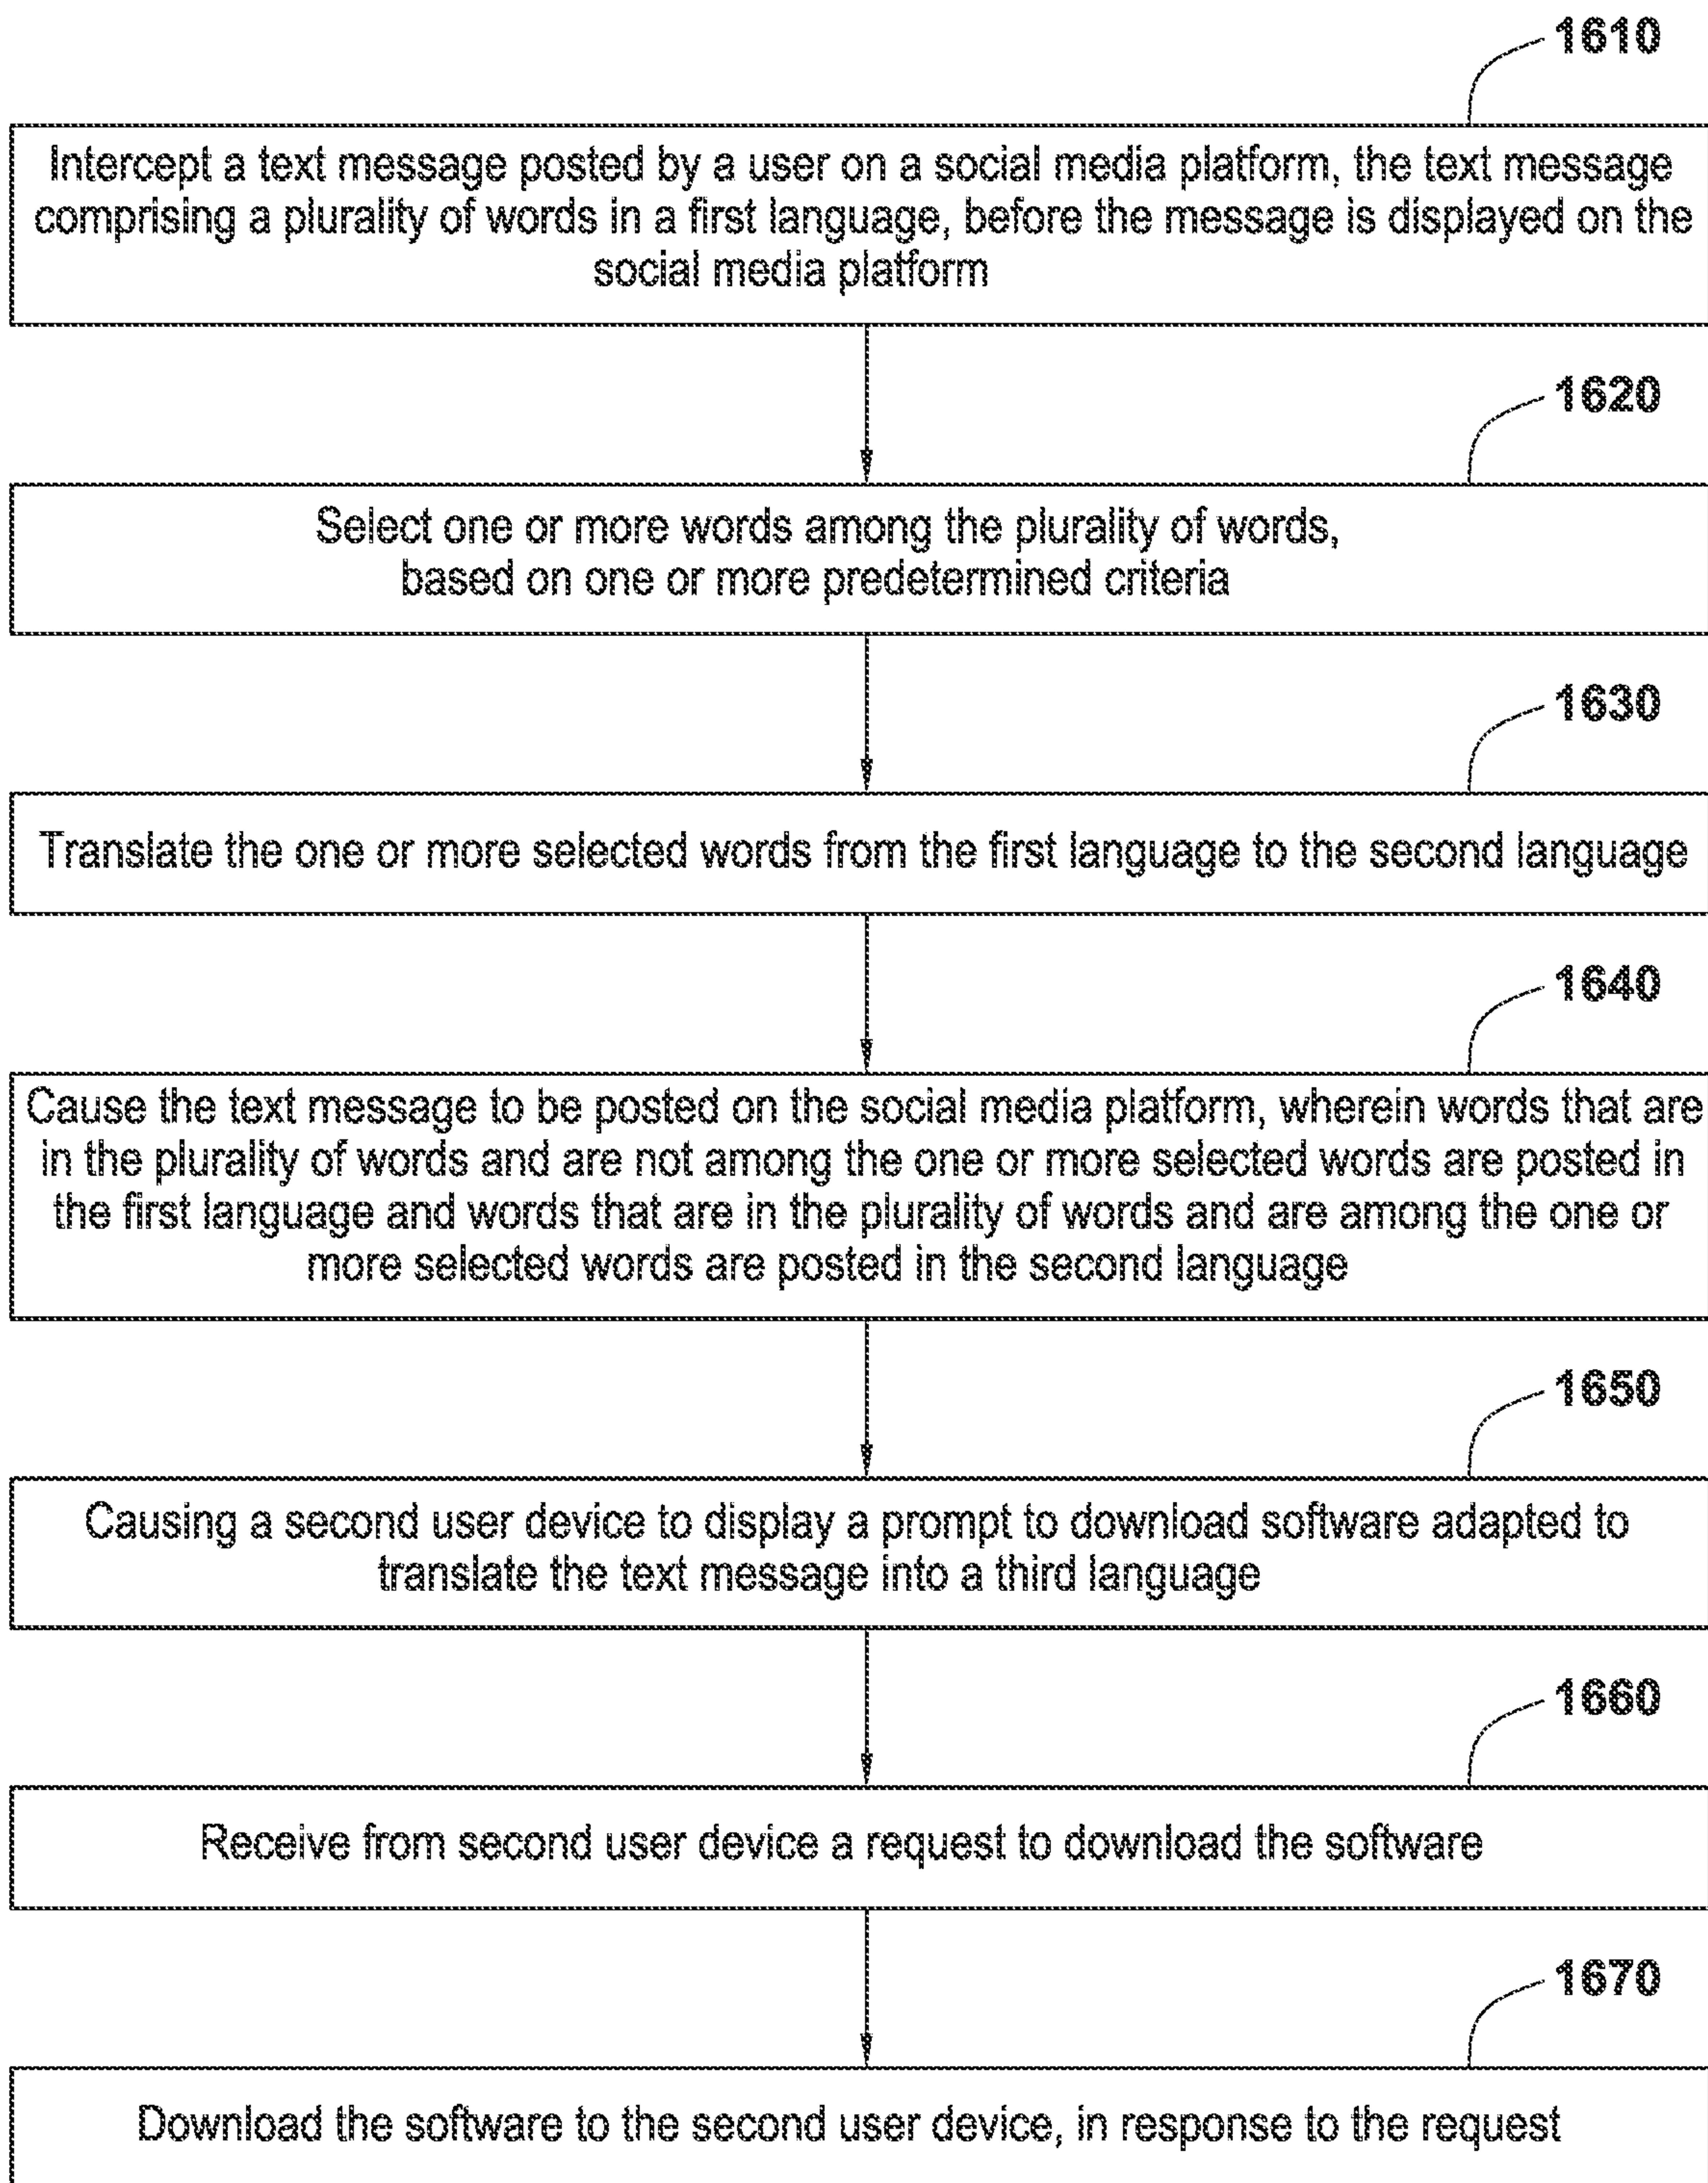 1610
Intercept a text message posted by a user on a social media platform, the text message
comprising a plurality of words in a first language, before the message is displayed on the
social media platform
1620
Select one or more words among the plurality of words,
based on one or more predetermined criteria
1630
Translate the one or more selected words from the first language to the second language
1640
Cause the text message to be posted on the social media platform, wherein words that are
in the plurality of words and are not among the one or more selected words are posted in
the first language and words that are in the plurality of words and are among the one or
more selected words are posted in the second language
1650
Causing a second user device to display a prompt to download software adapted to
translate the text message into a third language
1660
Receive from second user device a request to download the software
1670
Download the software to the second user device, in response to the request